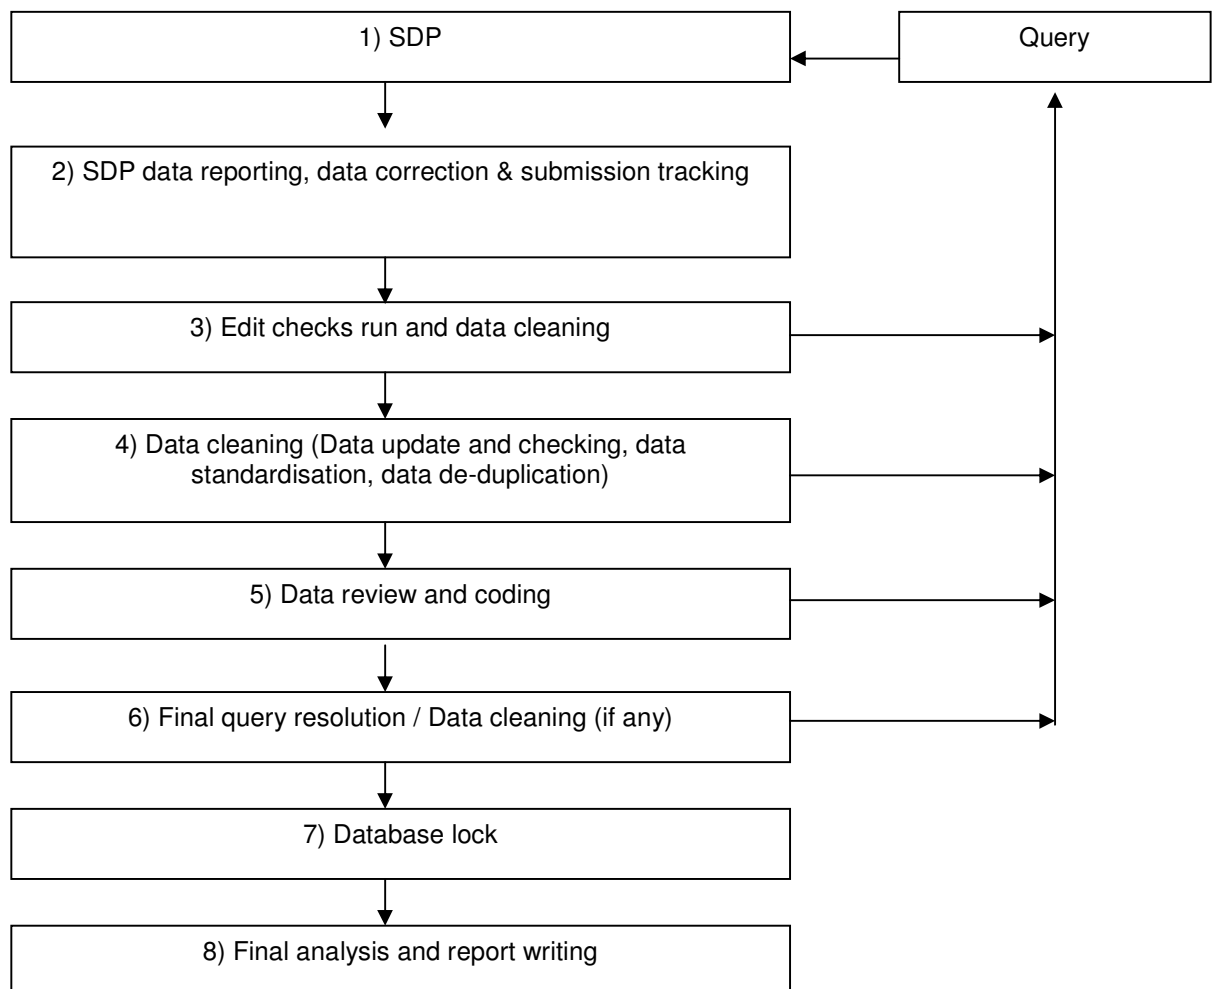 1) SDP
Query
2) SDP data reporting, data correction & submission tracking
3) Edit checks run and data cleaning
4) Data cleaning (Data update and checking, data
standardisation, data de-duplication)
5) Data review and coding
6) Final query resolution / Data cleaning (if any)
7) Database lock
8) Final analysis and report writing